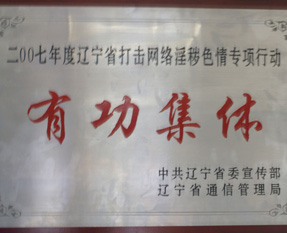 二〇〇七年度辽宁省打击网络淫秽色情专项行动
有功集体
中共辽宁省委宣传部
辽宁省通信管理局